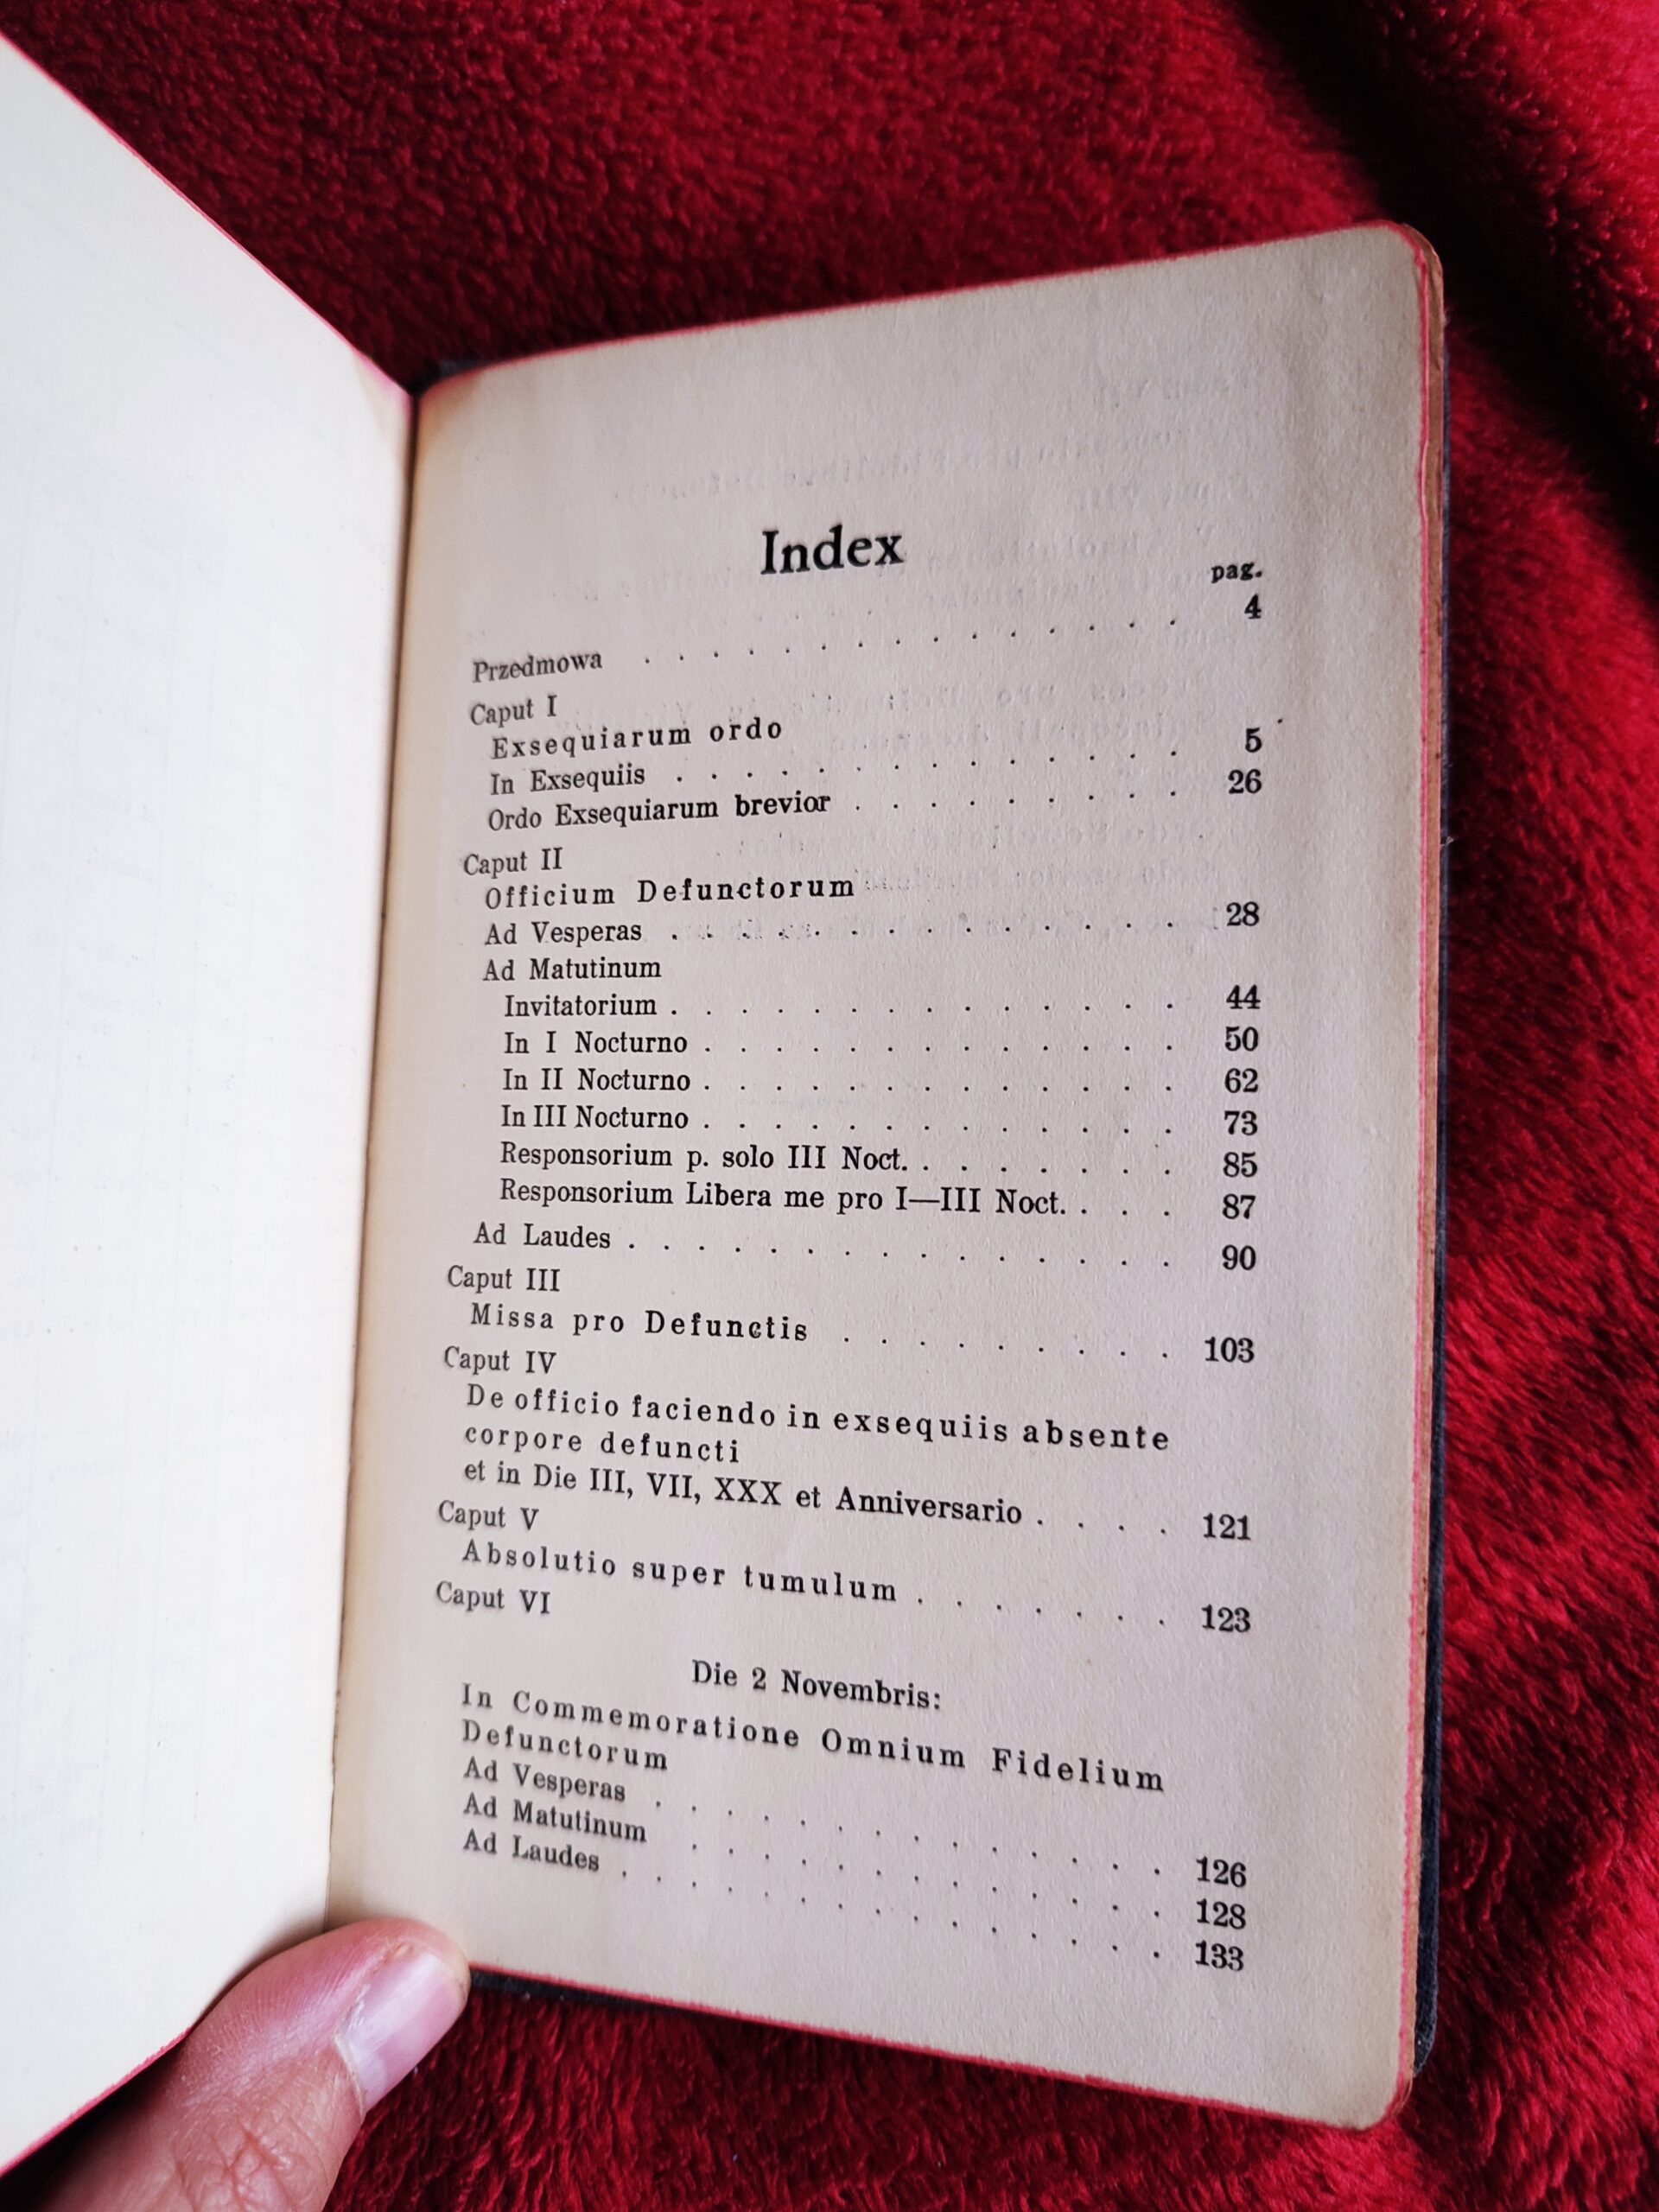 Index
pag.
Przedmowa . . . . . . . . . . . . . . 4
Caput I
Exsequiarum ordo
In Exsequiis . . . . . . . . . . . . . 5
Ordo Exsequiarum brevior . . . . . . . . . 26
Caput II
Officium Defunctorum
Ad Vesperas . . . . . . . . . . . . . . 28
Ad Matutinum
Invitatorium . . . . . . . . . . . . . . 44
In I Nocturno . . . . . . . . . . . . . 50
In II Nocturno . . . . . . . . . . . . . 62
In III Nocturno . . . . . . . . . . . . . 73
Responsorium p. solo III Noct. . . . . . . . 85
Responsorium Libera me pro I—III Noct. . . . 87
Ad Laudes . . . . . . . . . . . . . . . 90
Caput III
Missa pro Defunctis . . . . . . . . . 103
Caput IV
De officio faciendo in exsequiis absente
corpore defuncti
et in Die III, VII, XXX et Anniversario . . . . 121
Caput V
Absolutio super tumulum . . . . . . . 123
Caput VI
Die 2 Novembris:
In Commemoratione Omnium Fidelium
Defunctorum
Ad Vesperas . . . . . . . . . . . . . . 126
Ad Matutinum . . . . . . . . . . . . . 128
Ad Laudes . . . . . . . . . . . . . . . 133